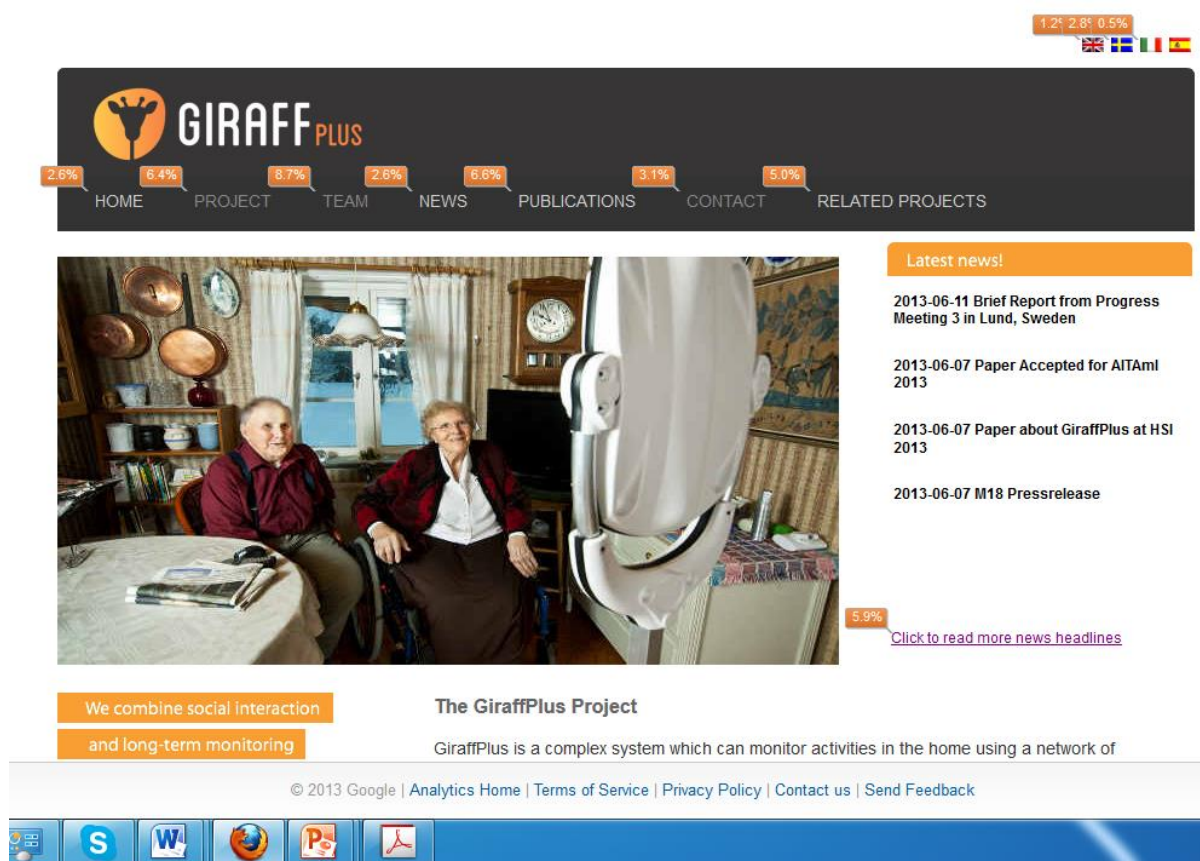 1.2% 2.8% 0.5%
GIRAFF PLUS
2.6% 6.4% 8.7% 2.6% 6.6% 3.1% 5.0%
HOME PROJECT TEAM NEWS PUBLICATIONS CONTACT RELATED PROJECTS
Latest news!
2013-06-11 Brief Report from Progress
Meeting 3 in Lund, Sweden
2013-06-07 Paper Accepted for AITAmI
2013
2013-06-07 Paper about GiraffPlus at HSI
2013
2013-06-07 M18 Pressrelease
5.9%
Click to read more news headlines
We combine social interaction
and long-term monitoring
The GiraffPlus Project
GiraffPlus is a complex system which can monitor activities in the home using a network of
© 2013 Google | Analytics Home | Terms of Service | Privacy Policy | Contact us | Send Feedback